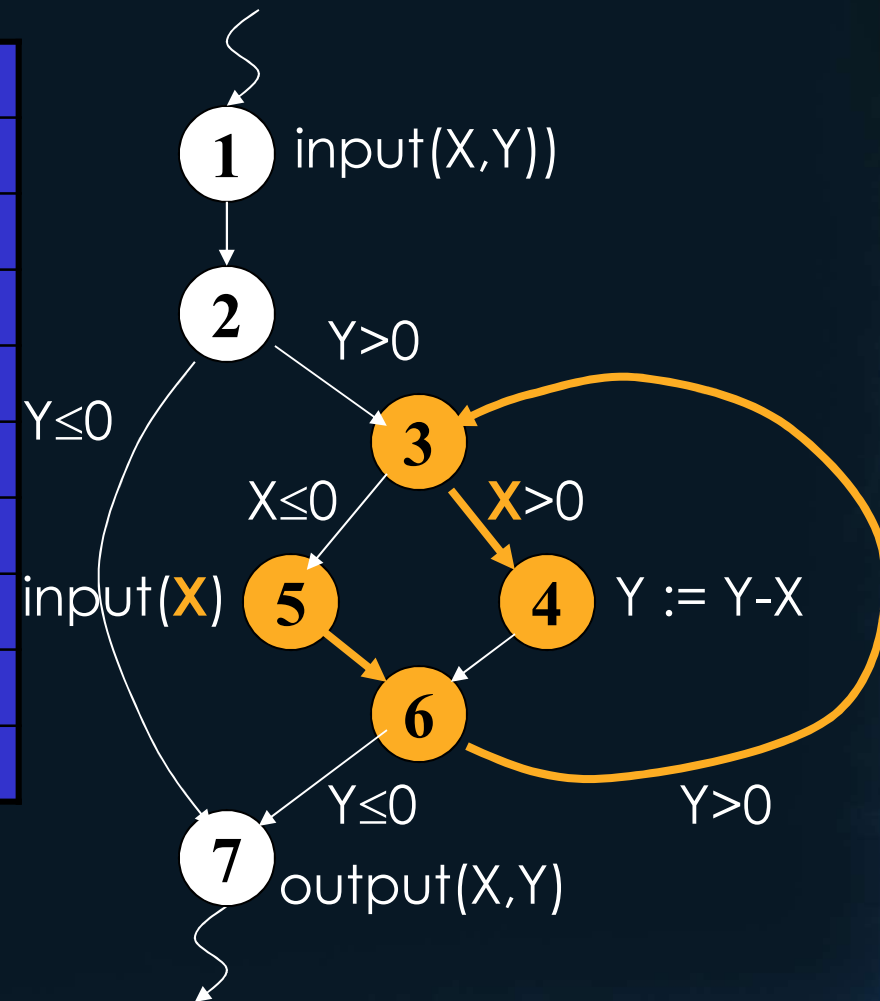 1 input(X,Y))
2
Y>0
Y≤0
3
X≤0 X>0
input(X) 5 4 Y := Y-X
6
Y≤0 Y>0
7
output(X,Y)